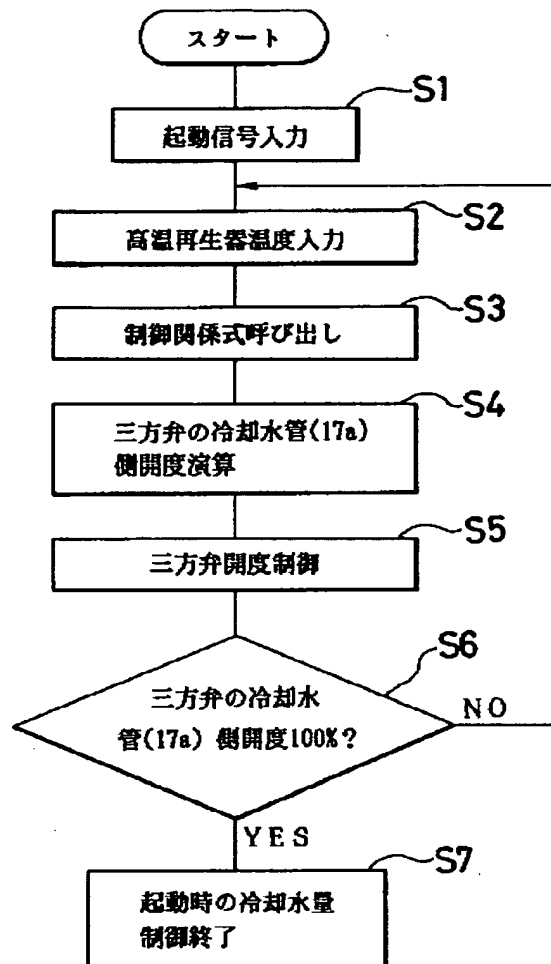 スタート
S1
起動信号入力
S2
高温再生器温度入力
S3
制御関係式呼び出し
S4
三方弁の冷却水管(17a)
側開度演算
S5
三方弁開度制御
S6
三方弁の冷却水
管(17a) 側開度100%?
NO
YES
S7
起動時の冷却水量
制御終了